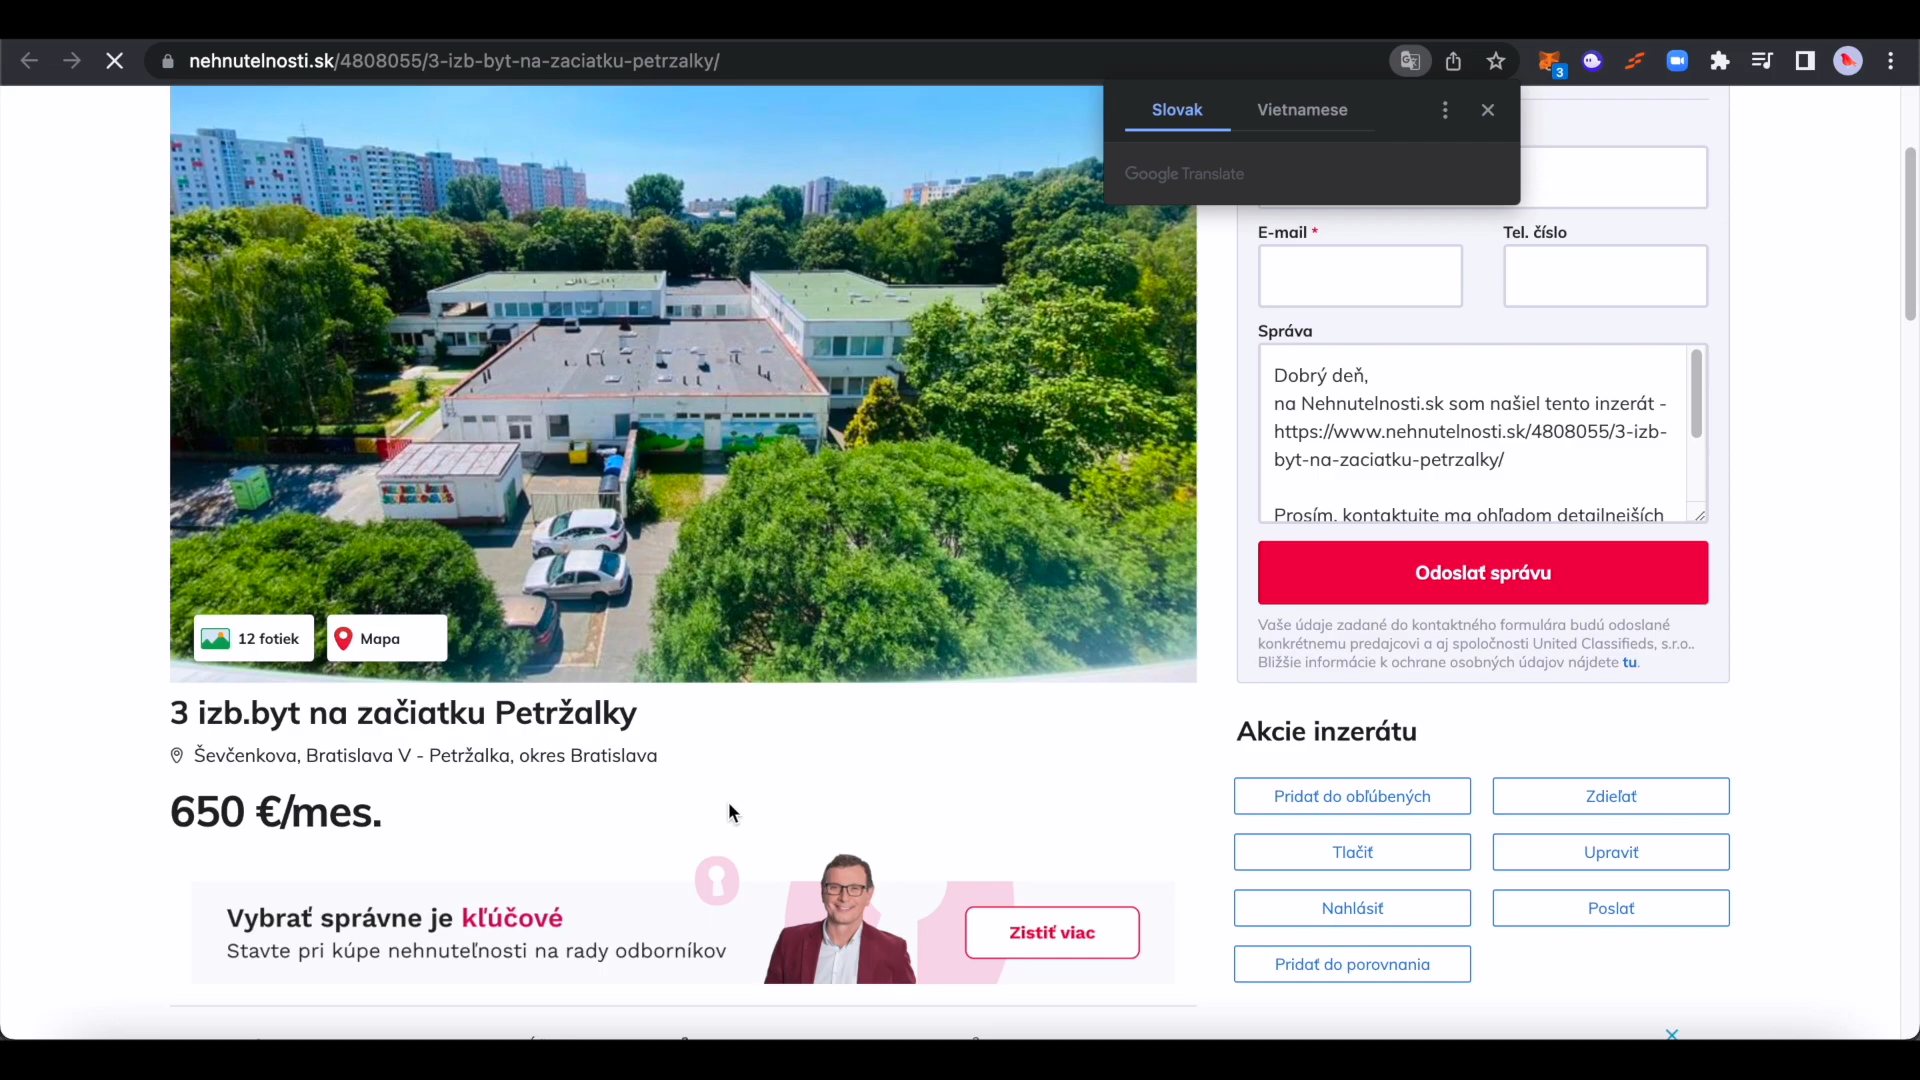 nehnutelnosti.sk/4808055/3-izb-byt-na-zaciatku-petrzalky/
3
Slovak
Vietnamese
Google Translate
E-mail *
Tel. číslo
Správa
Dobrý deň,
na Nehnutelnosti.sk som našiel tento inzerát -
https://www.nehnutelnosti.sk/4808055/3-izb-
byt-na-zaciatku-petrzalky/
Prosím, kontaktujte ma ohľadom detailnejších
Odoslať správu
Vaše údaje zadané do kontaktného formulára budú odoslané
konkrétnemu predajcovi a aj spoločnosti United Classifieds, s.r.o..
Bližšie informácie k ochrane osobných údajov nájdete tu.
12 fotiek
Mapa
3 izb.byt na začiatku Petržalky
Ševčenkova, Bratislava V - Petržalka, okres Bratislava
650 €/mes.
Vybrať správne je kľúčové
Stavte pri kúpe nehnuteľnosti na rady odborníkov
Zistiť viac
Akcie inzerátu
Pridať do obľúbených
Zdieľať
Tlačiť
Upraviť
Nahlásiť
Poslať
Pridať do porovnania